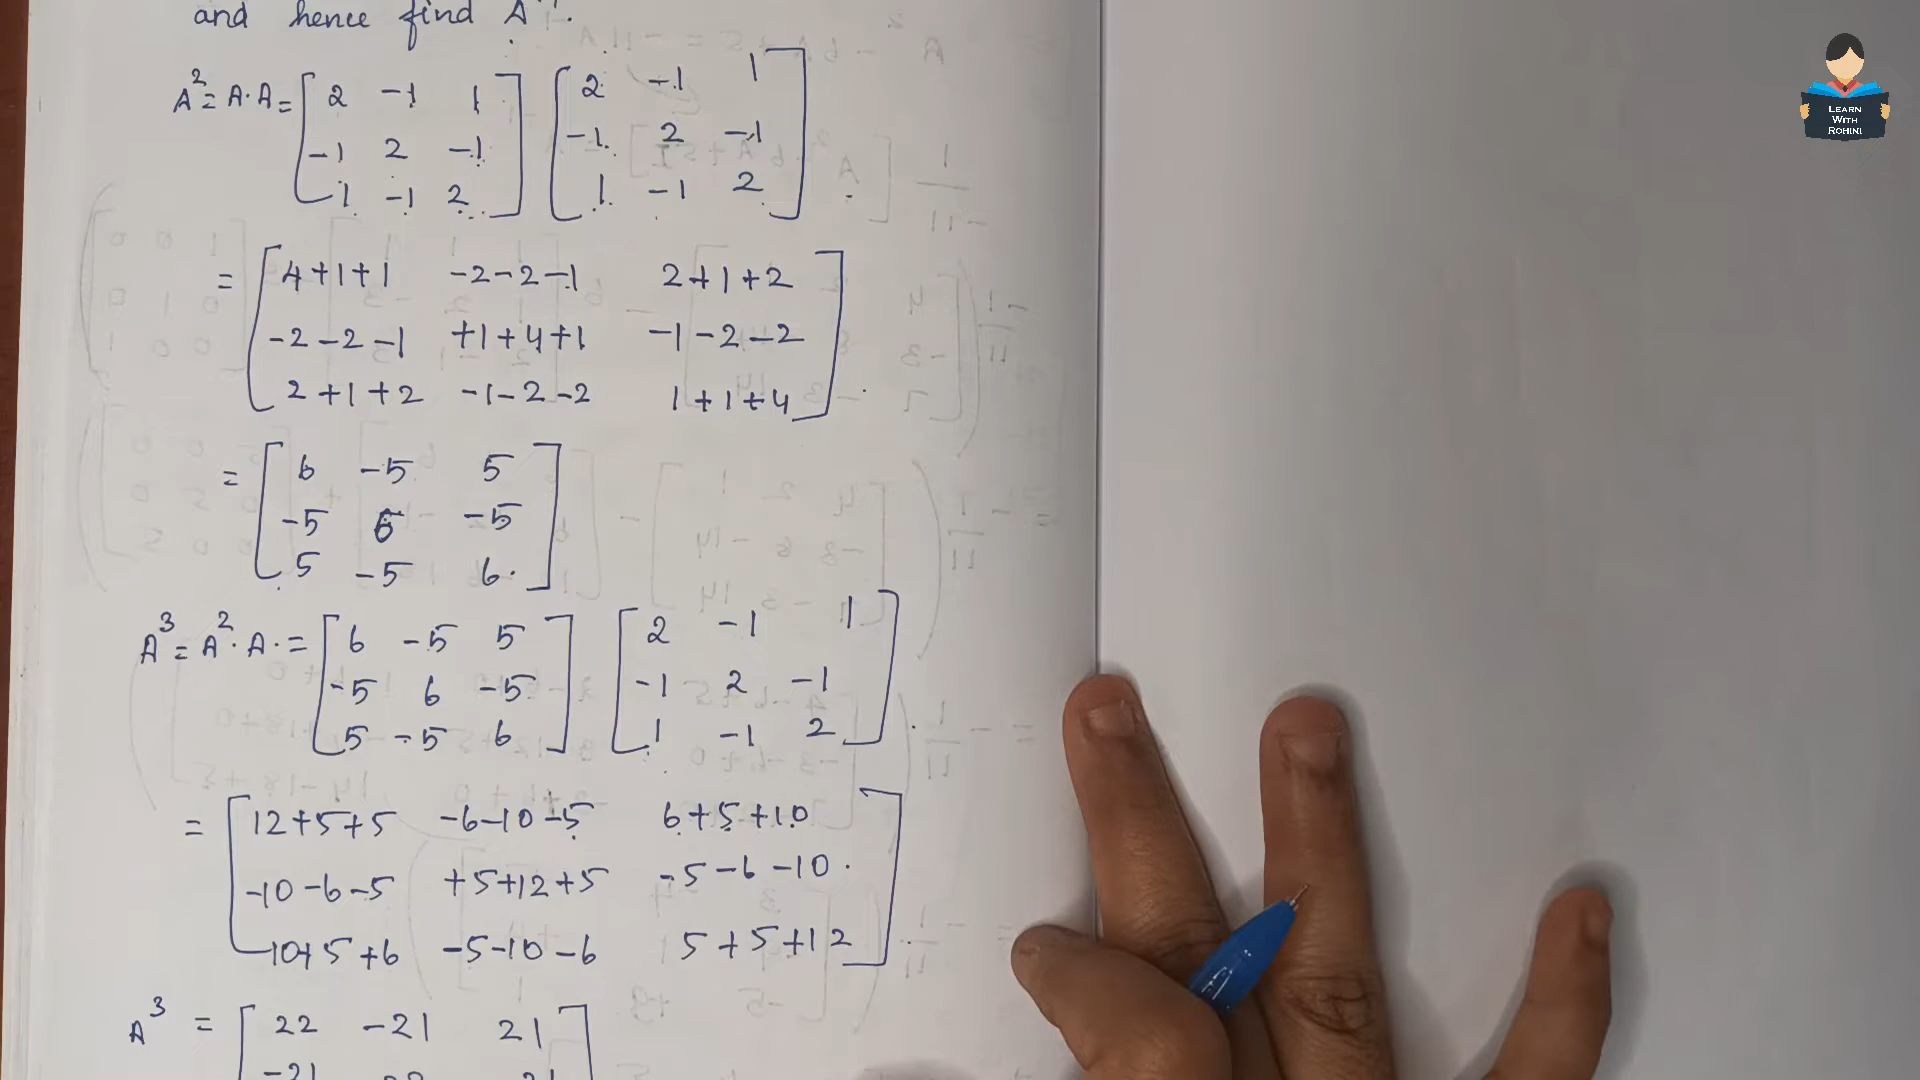 and hence find A⁻¹.
A² = A·A = [2 -1 1] [2 -1 1]
[-1 2 -1] [-1 2 -1]
[1 -1 2] [1 -1 2]
= [4+1+1 -2-2-1 2+1+2]
[-2-2-1 +1+4+1 -1-2-2]
[2+1+2 -1-2-2 1+1+4]
= [6 -5 5]
[-5 6 -5]
[5 -5 6]
A³ = A²·A = [6 -5 5] [2 -1 1]
[-5 6 -5] [-1 2 -1]
[5 -5 6] [1 -1 2]
= [12+5+5 -6-10-5 6+5+10]
[-10-6-5 +5+12+5 -5-6-10]
[10+5+6 -5-10-6 5+5+12]
A³ = [22 -21 21]
LEARN
WITH
ROHINI